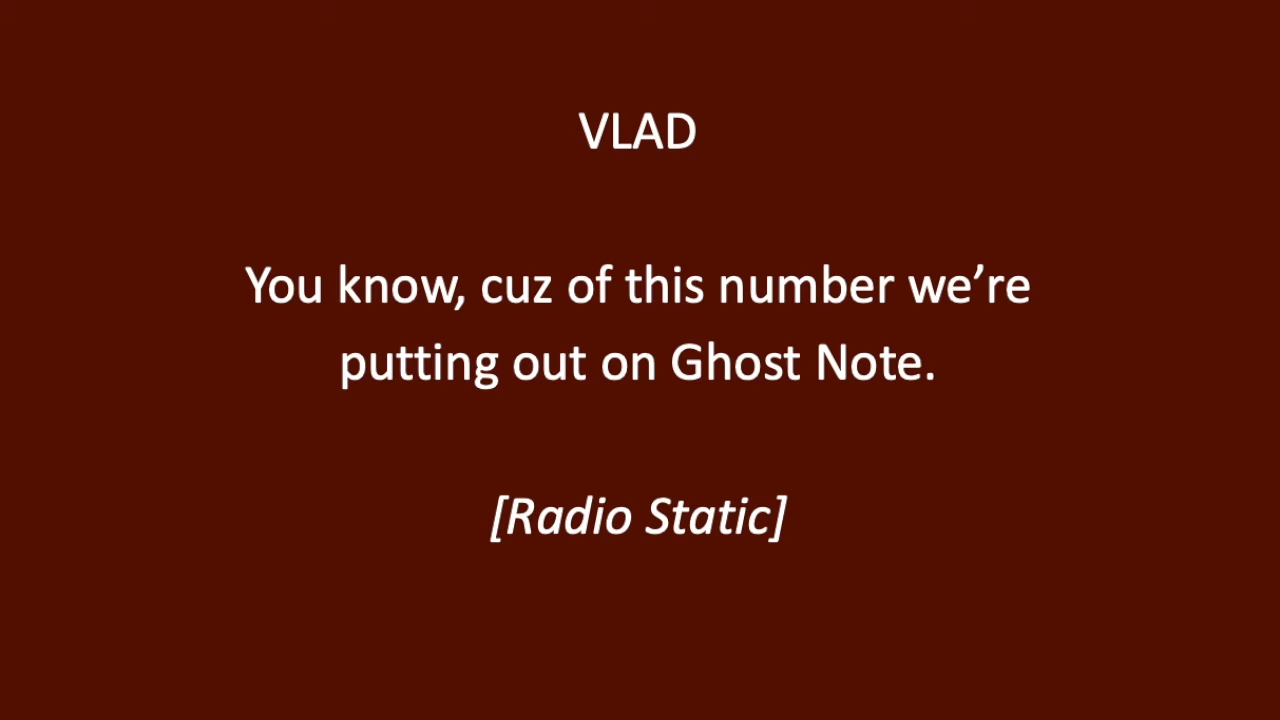 VLAD
You know, cuz of this number we’re
putting out on Ghost Note.
[Radio Static]